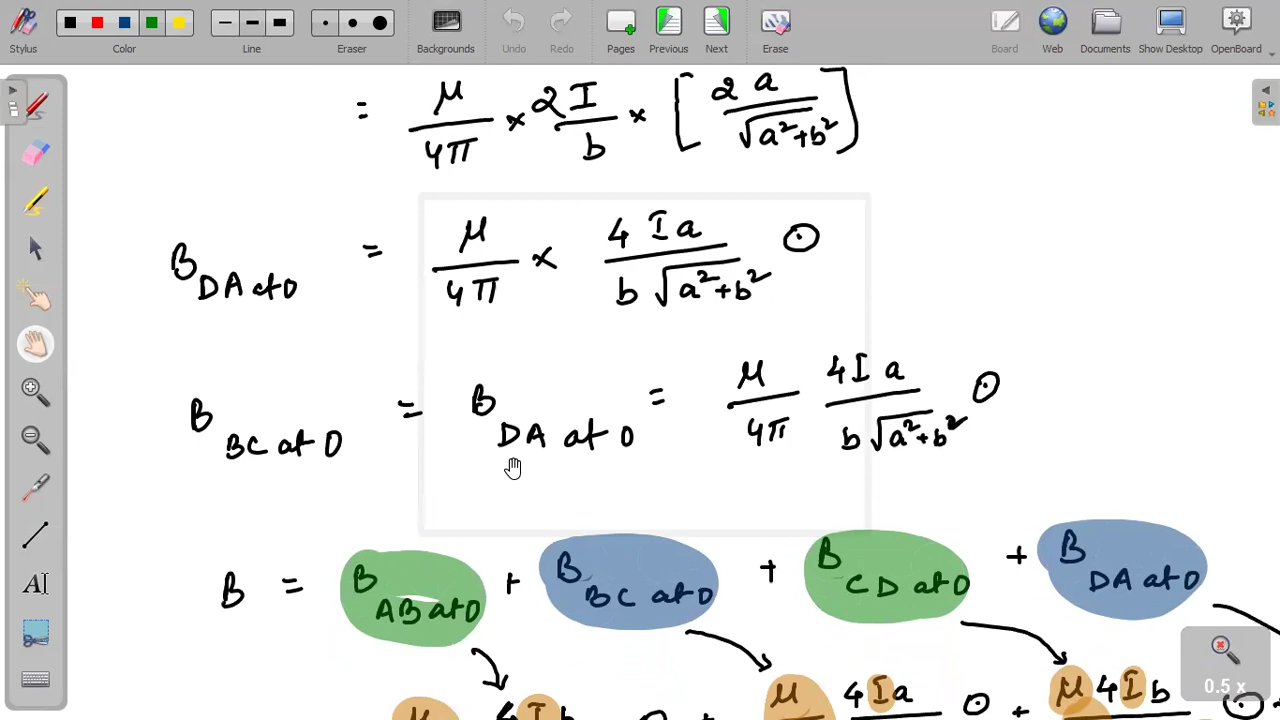 Stylus Color Line Eraser Backgrounds Undo Redo Pages Previous Next Erase Board Web Documents Show Desktop OpenBoard
= μ/4π × 2I/b × [2a/√a²+b²]
B DA at O = μ/4π × 4Ia/b√a²+b² ⊙
B BC at O = B DA at O = μ/4π 4Ia/b√a²+b² ⊙
B = B AB at O + B BC at O + B CD at O + B DA at O
μ 4Ib + μ 4Ia ⊙ + μ 4Ib ⊙ +
0.5 x